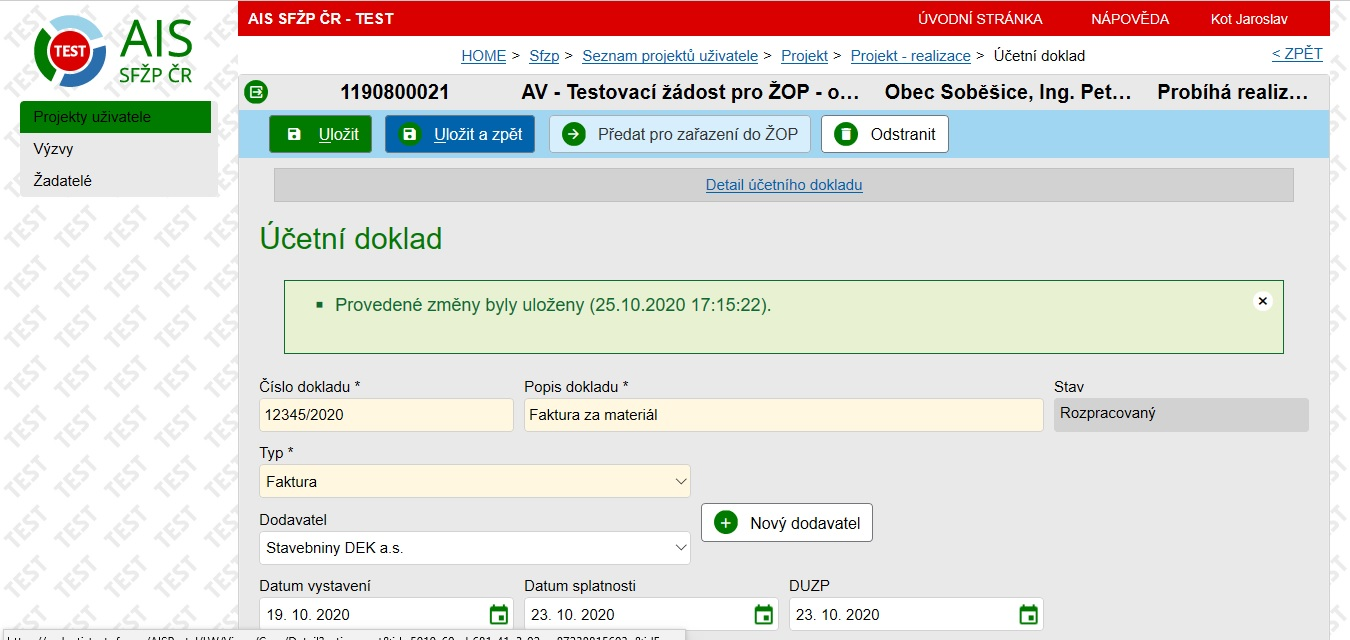 AIS SFŽP ČR - TEST ÚVODNÍ STRÁNKA NÁPOVĚDA Kot Jaroslav
TEST AIS
SFŽP ČR
HOME > Sfzp > Seznam projektů uživatele > Projekt > Projekt - realizace > Účetní doklad < ZPĚT
1190800021 AV - Testovací žádost pro ŽOP - o... Obec Soběšice, Ing. Pet... Probíhá realiz...
Projekty uživatele
Výzvy
Žadatelé
Uložit Uložit a zpět Předat pro zařazení do ŽOP Odstranit
Detail účetního dokladu
Účetní doklad
Provedené změny byly uloženy (25.10.2020 17:15:22).
Číslo dokladu * Popis dokladu * Stav
12345/2020 Faktura za materiál Rozpracovaný
Typ *
Faktura
Dodavatel
Stavebniny DEK a.s. Nový dodavatel
Datum vystavení Datum splatnosti DUZP
19. 10. 2020 23. 10. 2020 23. 10. 2020